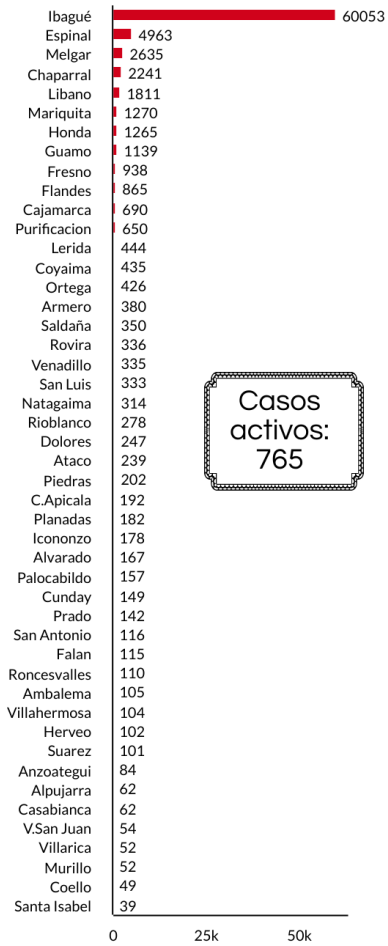 Ibagué 60053
Espinal 4963
Melgar 2635
Chaparral 2241
Libano 1811
Mariquita 1270
Honda 1265
Guamo 1139
Fresno 938
Flandes 865
Cajamarca 690
Purificacion 650
Lerida 444
Coyaima 435
Ortega 426
Armero 380
Saldaña 350
Rovira 336
Venadillo 335
San Luis 333
Natagaima 314
Rioblanco 278
Dolores 247
Ataco 239
Piedras 202
C.Apicala 192
Planadas 182
Icononzo 178
Alvarado 167
Palocabildo 157
Cunday 149
Prado 142
San Antonio 116
Falan 115
Roncesvalles 110
Ambalema 105
Villahermosa 104
Herveo 102
Suarez 101
Anzoategui 84
Alpujarra 62
Casabianca 62
V.San Juan 54
Villarica 52
Murillo 52
Coello 49
Santa Isabel 39
0 25k 50k
Casos
activos:
765